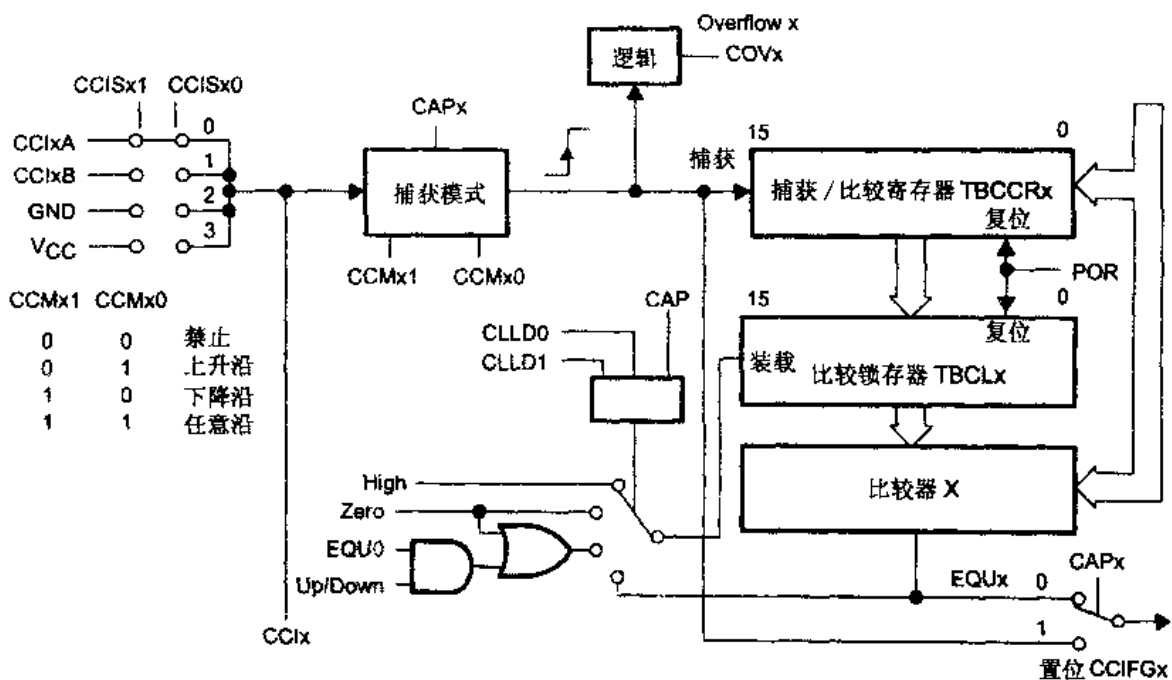 Overflow x
逻辑
COVx
CCISx1 CCISx0
CAPx
0
CCIxA
1
CCIxB
2
GND
3
VCC
捕获模式
CCMx1 CCMx0
15 0
捕获
捕获/比较寄存器 TBCCRx
复位
POR
CCMx1 CCMx0
0 0 禁止
0 1 上升沿
1 0 下降沿
1 1 任意沿
CAP
CLLD0
CLLD1
15 0
复位
装载
比较锁存器 TBCLx
比较器 X
High
Zero
EQU0
Up/Down
CCIx
EQUx 0
CAPx
1
置位 CCIFGx